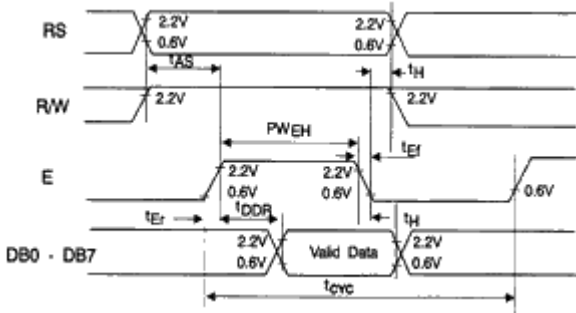 RS
2.2V 2.2V
0.6V 0.6V
tAS tH
R/W
2.2V 2.2V
PWEH
tEf
E
2.2V 2.2V
0.6V 0.6V 0.6V
tEr tDDR tH
DB0 - DB7
2.2V Valid Data 2.2V
0.6V 0.6V
tCYC